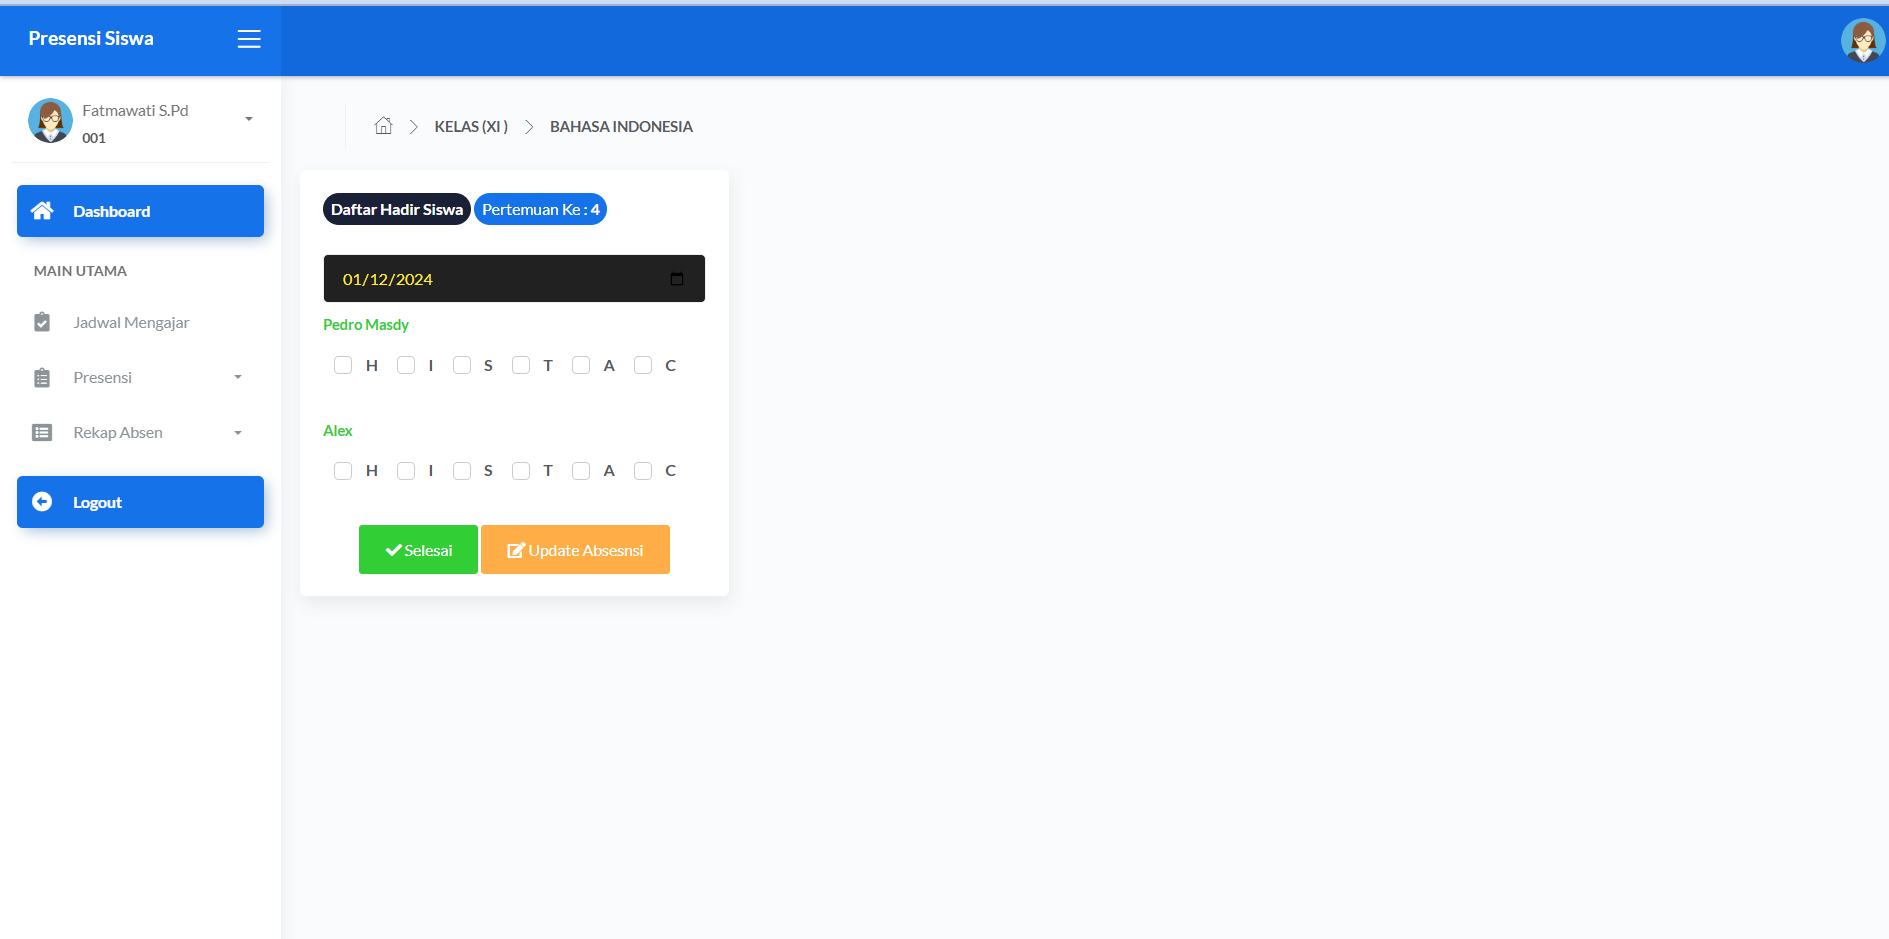 Presensi Siswa
Fatmawati S.Pd
001
Dashboard
MAIN UTAMA
Jadwal Mengajar
Presensi
Rekap Absen
Logout
KELAS (XI ) BAHASA INDONESIA
Daftar Hadir Siswa Pertemuan Ke : 4
01/12/2024
Pedro Masdy
H I S T A C
Alex
H I S T A C
Selesai Update Absesnsi